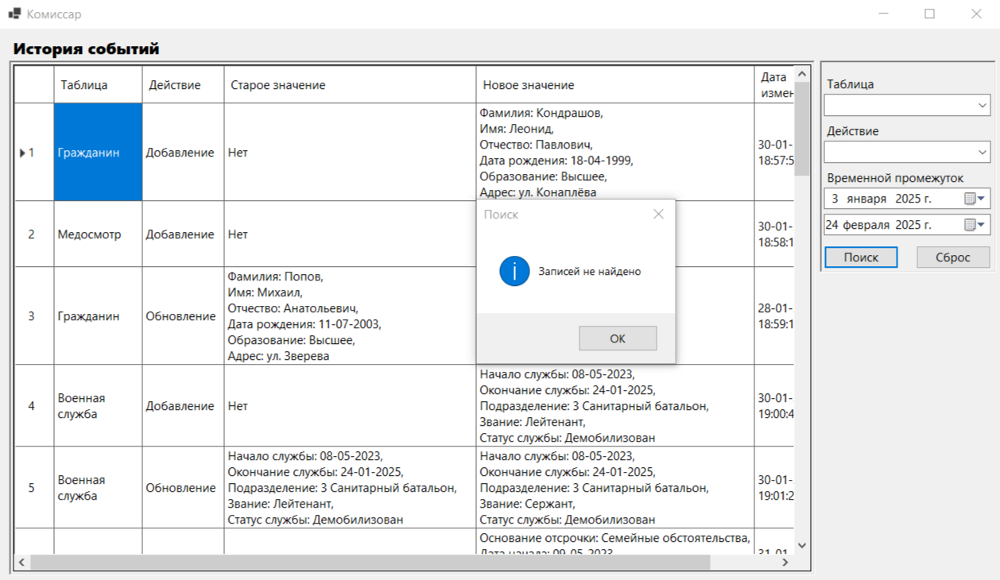 Комиссар
История событий
Таблица Действие Старое значение Новое значение Дата
измен
1 Гражданин Добавление Нет
Фамилия: Кондрашов,
Имя: Леонид,
Отчество: Павлович,
Дата рождения: 18-04-1999,
Образование: Высшее,
Адрес: ул. Конаплёва
30-01-
18:57:5
2 Медосмотр Добавление Нет
30-01-
18:58:1
3 Гражданин Обновление
Фамилия: Попов,
Имя: Михаил,
Отчество: Анатольевич,
Дата рождения: 11-07-2003,
Образование: Высшее,
Адрес: ул. Зверева
28-01-
18:59:1
4 Военная
служба
Добавление Нет
Начало службы: 08-05-2023,
Окончание службы: 24-01-2025,
Подразделение: 3 Санитарный батальон,
Звание: Лейтенант,
Статус службы: Демобилизован
30-01-
19:00:4
5 Военная
служба
Обновление
Начало службы: 08-05-2023,
Окончание службы: 24-01-2025,
Подразделение: 3 Санитарный батальон,
Звание: Лейтенант,
Статус службы: Демобилизован
Начало службы: 08-05-2023,
Окончание службы: 24-01-2025,
Подразделение: 3 Санитарный батальон,
Звание: Сержант,
Статус службы: Демобилизован
30-01-
19:01:2
Основание отсрочки: Семейные обстоятельства,
Дата начала: 09-05-2023
31-01
Поиск
Записей не найдено
ОК
Таблица
Действие
Временной промежуток
3 января 2025 г.
24 февраля 2025 г.
Поиск Сброс